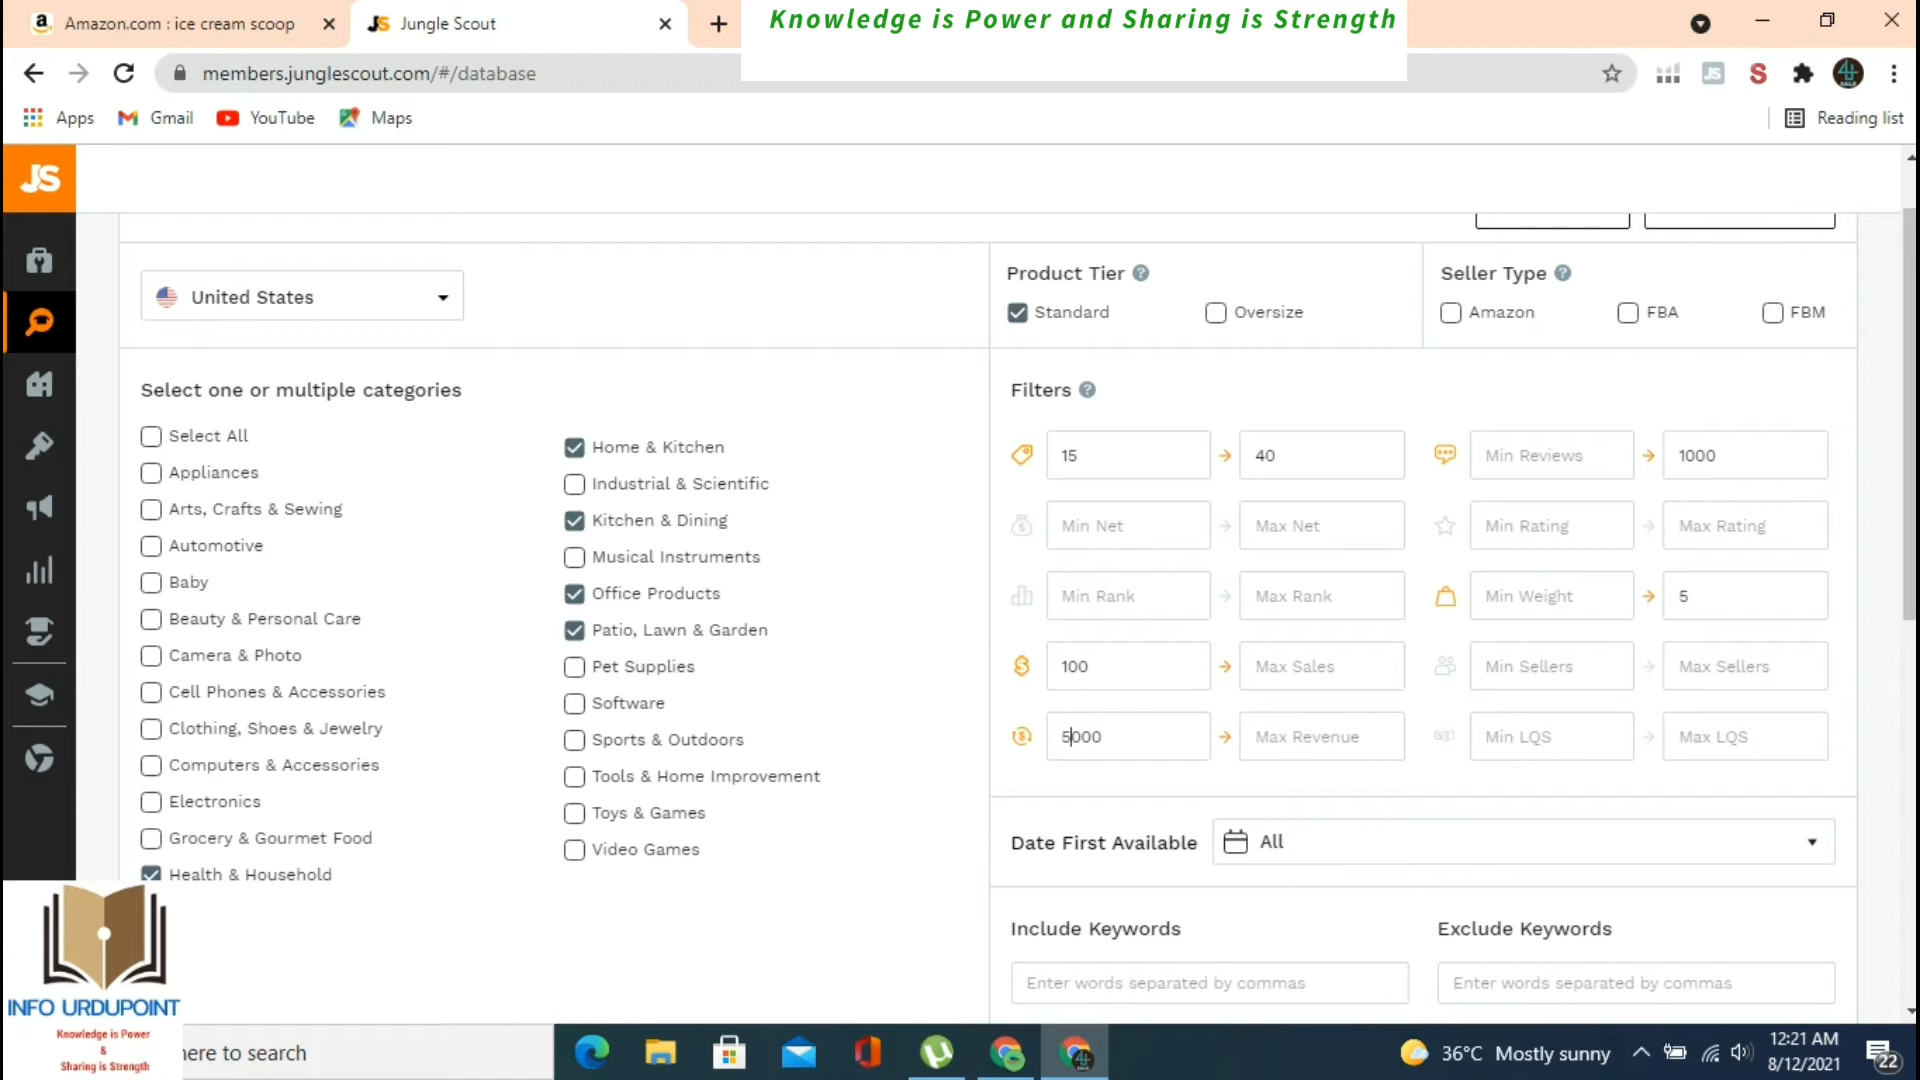 Amazon.com : ice cream scoop
JS
Jungle Scout
Knowledge is Power and Sharing is Strength
members.junglescout.com/#/database
JS
S
Apps
Gmail
YouTube
Maps
Reading list
JS
United States
Product Tier
Standard
Oversize
Seller Type
Amazon
FBA
FBM
Select one or multiple categories
Select All
Appliances
Arts, Crafts & Sewing
Automotive
Baby
Beauty & Personal Care
Camera & Photo
Cell Phones & Accessories
Clothing, Shoes & Jewelry
Computers & Accessories
Electronics
Grocery & Gourmet Food
Health & Household
Home & Kitchen
Industrial & Scientific
Kitchen & Dining
Musical Instruments
Office Products
Patio, Lawn & Garden
Pet Supplies
Software
Sports & Outdoors
Tools & Home Improvement
Toys & Games
Video Games
Filters
15
40
Min Reviews
1000
Min Net
Max Net
Min Rating
Max Rating
Min Rank
Max Rank
Min Weight
5
100
Max Sales
Min Sellers
Max Sellers
5000
Max Revenue
Min LQS
Max LQS
Date First Available
All
Include Keywords
Exclude Keywords
Enter words separated by commas
Enter words separated by commas
INFO URDUPOINT
Knowledge is Power
&
Sharing is Strength
here to search
36°C Mostly sunny
12:21 AM
8/12/2021
22